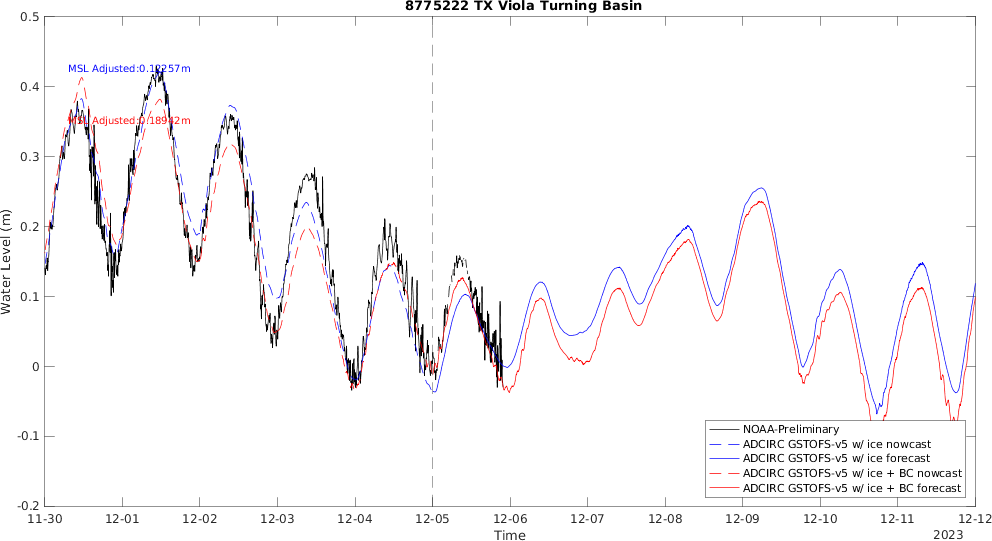 8775222 TX Viola Turning Basin
Water Level (m)
0.5
0.4
0.3
0.2
0.1
0
-0.1
-0.2
MSL Adjusted:0.12257m
MSL Adjusted:0.18942m
NOAA-Preliminary
ADCIRC GSTOFS-v5 w/ ice nowcast
ADCIRC GSTOFS-v5 w/ ice forecast
ADCIRC GSTOFS-v5 w/ ice + BC nowcast
ADCIRC GSTOFS-v5 w/ ice + BC forecast
11-30 12-01 12-02 12-03 12-04 12-05 12-06 12-07 12-08 12-09 12-10 12-11 12-12
Time
2023